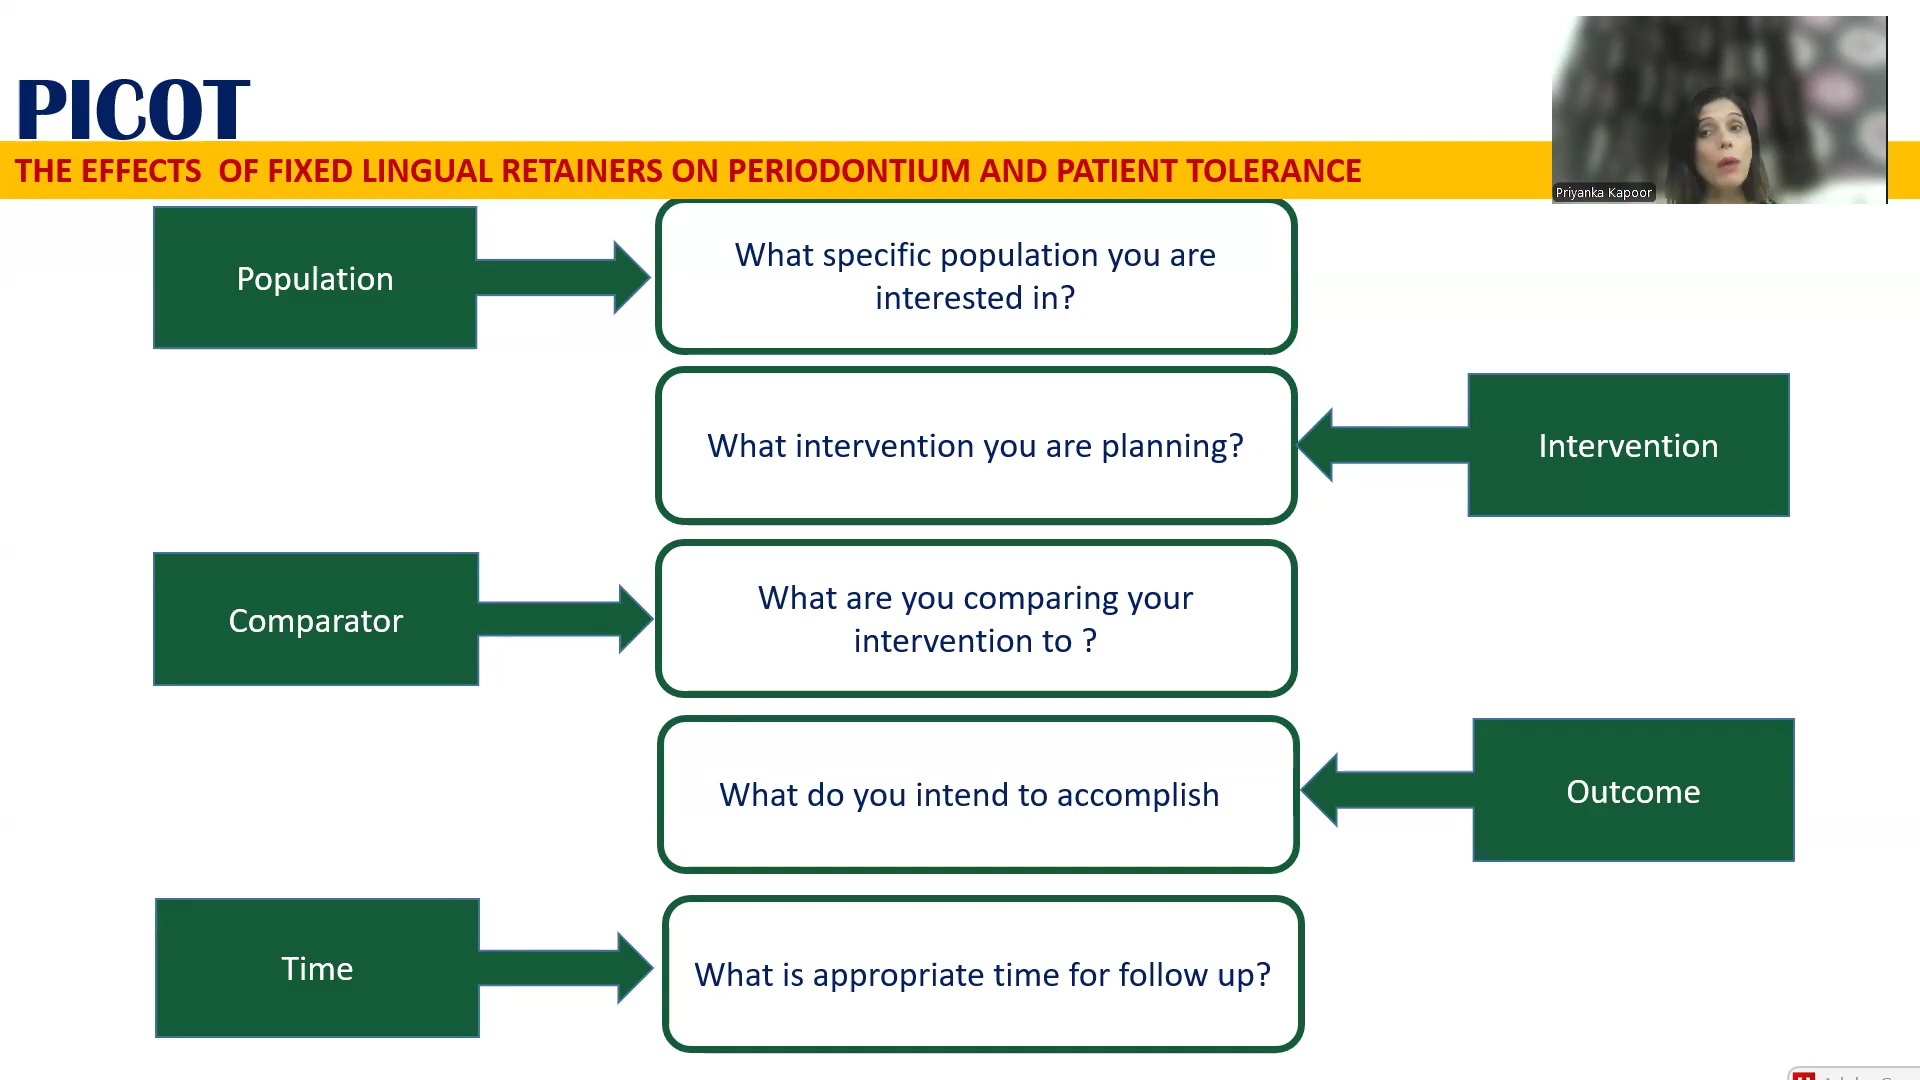 PICOT
THE EFFECTS OF FIXED LINGUAL RETAINERS ON PERIODONTIUM AND PATIENT TOLERANCE
Priyanka Kapoor
Population
What specific population you are
interested in?
What intervention you are planning?
Intervention
Comparator
What are you comparing your
intervention to ?
What do you intend to accomplish
Outcome
Time
What is appropriate time for follow up?